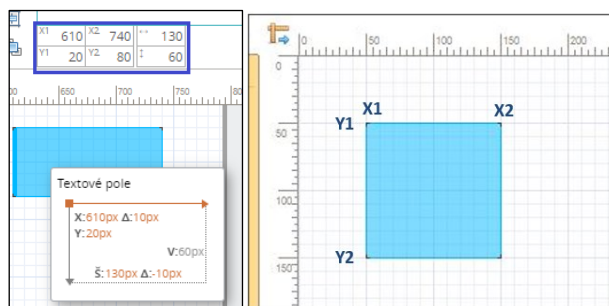 X1 610 X2 740 ↔ 130
Y1 20 Y2 80 ↕ 60
00 650 700 750 80
Textové pole
X:610px Δ:10px
Y:20px
V:60px
Š:130px Δ:-10px
0 50 100 150 200
0
50
100
150
X1 X2
Y1
Y2